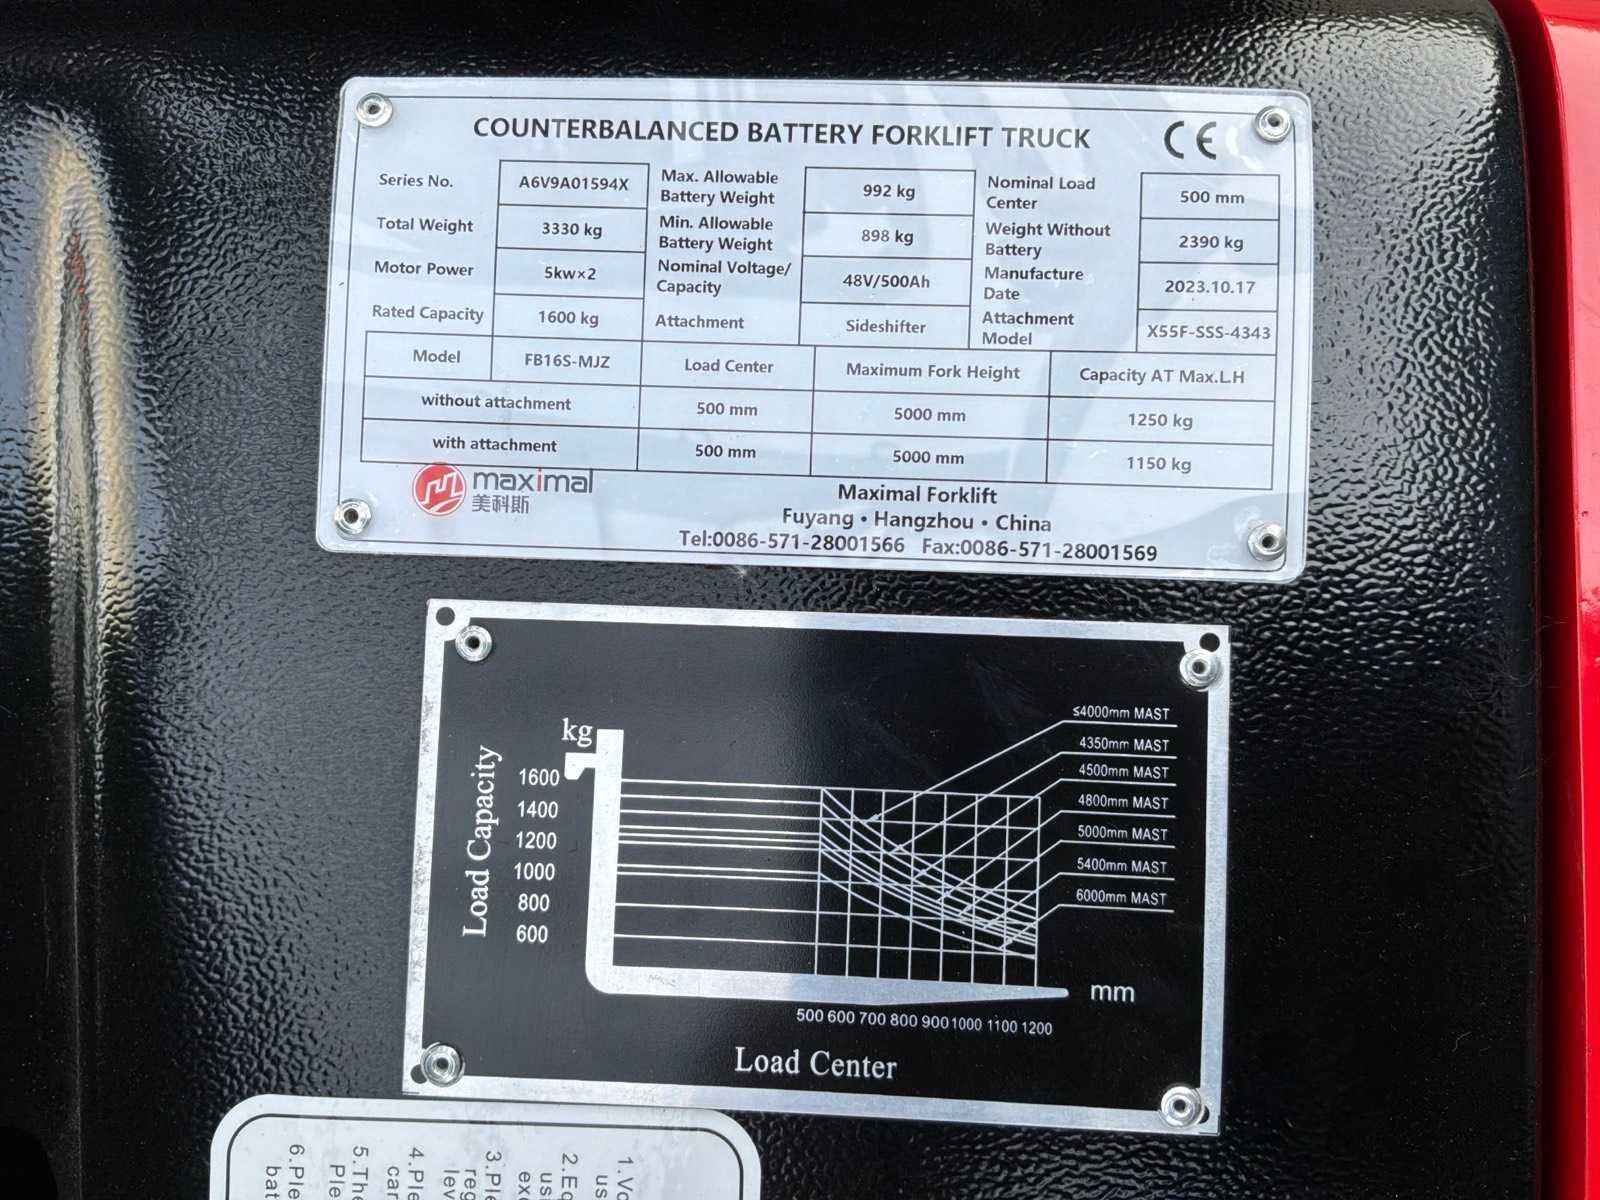 COUNTERBALANCED BATTERY FORKLIFT TRUCK CE
Series No. A6V9A01594X Max. Allowable Battery Weight 992 kg Nominal Load Center 500 mm
Total Weight 3330 kg Min. Allowable Battery Weight 898 kg Weight Without Battery 2390 kg
Motor Power 5kw×2 Nominal Voltage/ Capacity 48V/500Ah Manufacture Date 2023.10.17
Rated Capacity 1600 kg Attachment Sideshifter Attachment Model X55F-SSS-4343
Model FB16S-MJZ Load Center Maximum Fork Height Capacity AT Max.LH
without attachment 500 mm 5000 mm 1250 kg
with attachment 500 mm 5000 mm 1150 kg
maximal
美科斯
Maximal Forklift
Fuyang • Hangzhou • China
Tel:0086-571-28001566 Fax:0086-571-28001569
kg
Load Capacity
1600
1400
1200
1000
800
600
≤4000mm MAST
4350mm MAST
4500mm MAST
4800mm MAST
5000mm MAST
5400mm MAST
6000mm MAST
mm
500 600 700 800 900 1000 1100 1200
Load Center